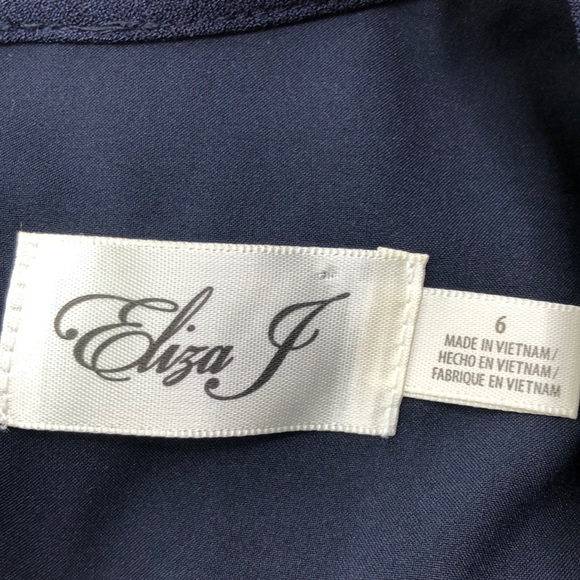 Eliza J
6
MADE IN VIETNAM/
HECHO EN VIETNAM/
FABRIQUE EN VIETNAM